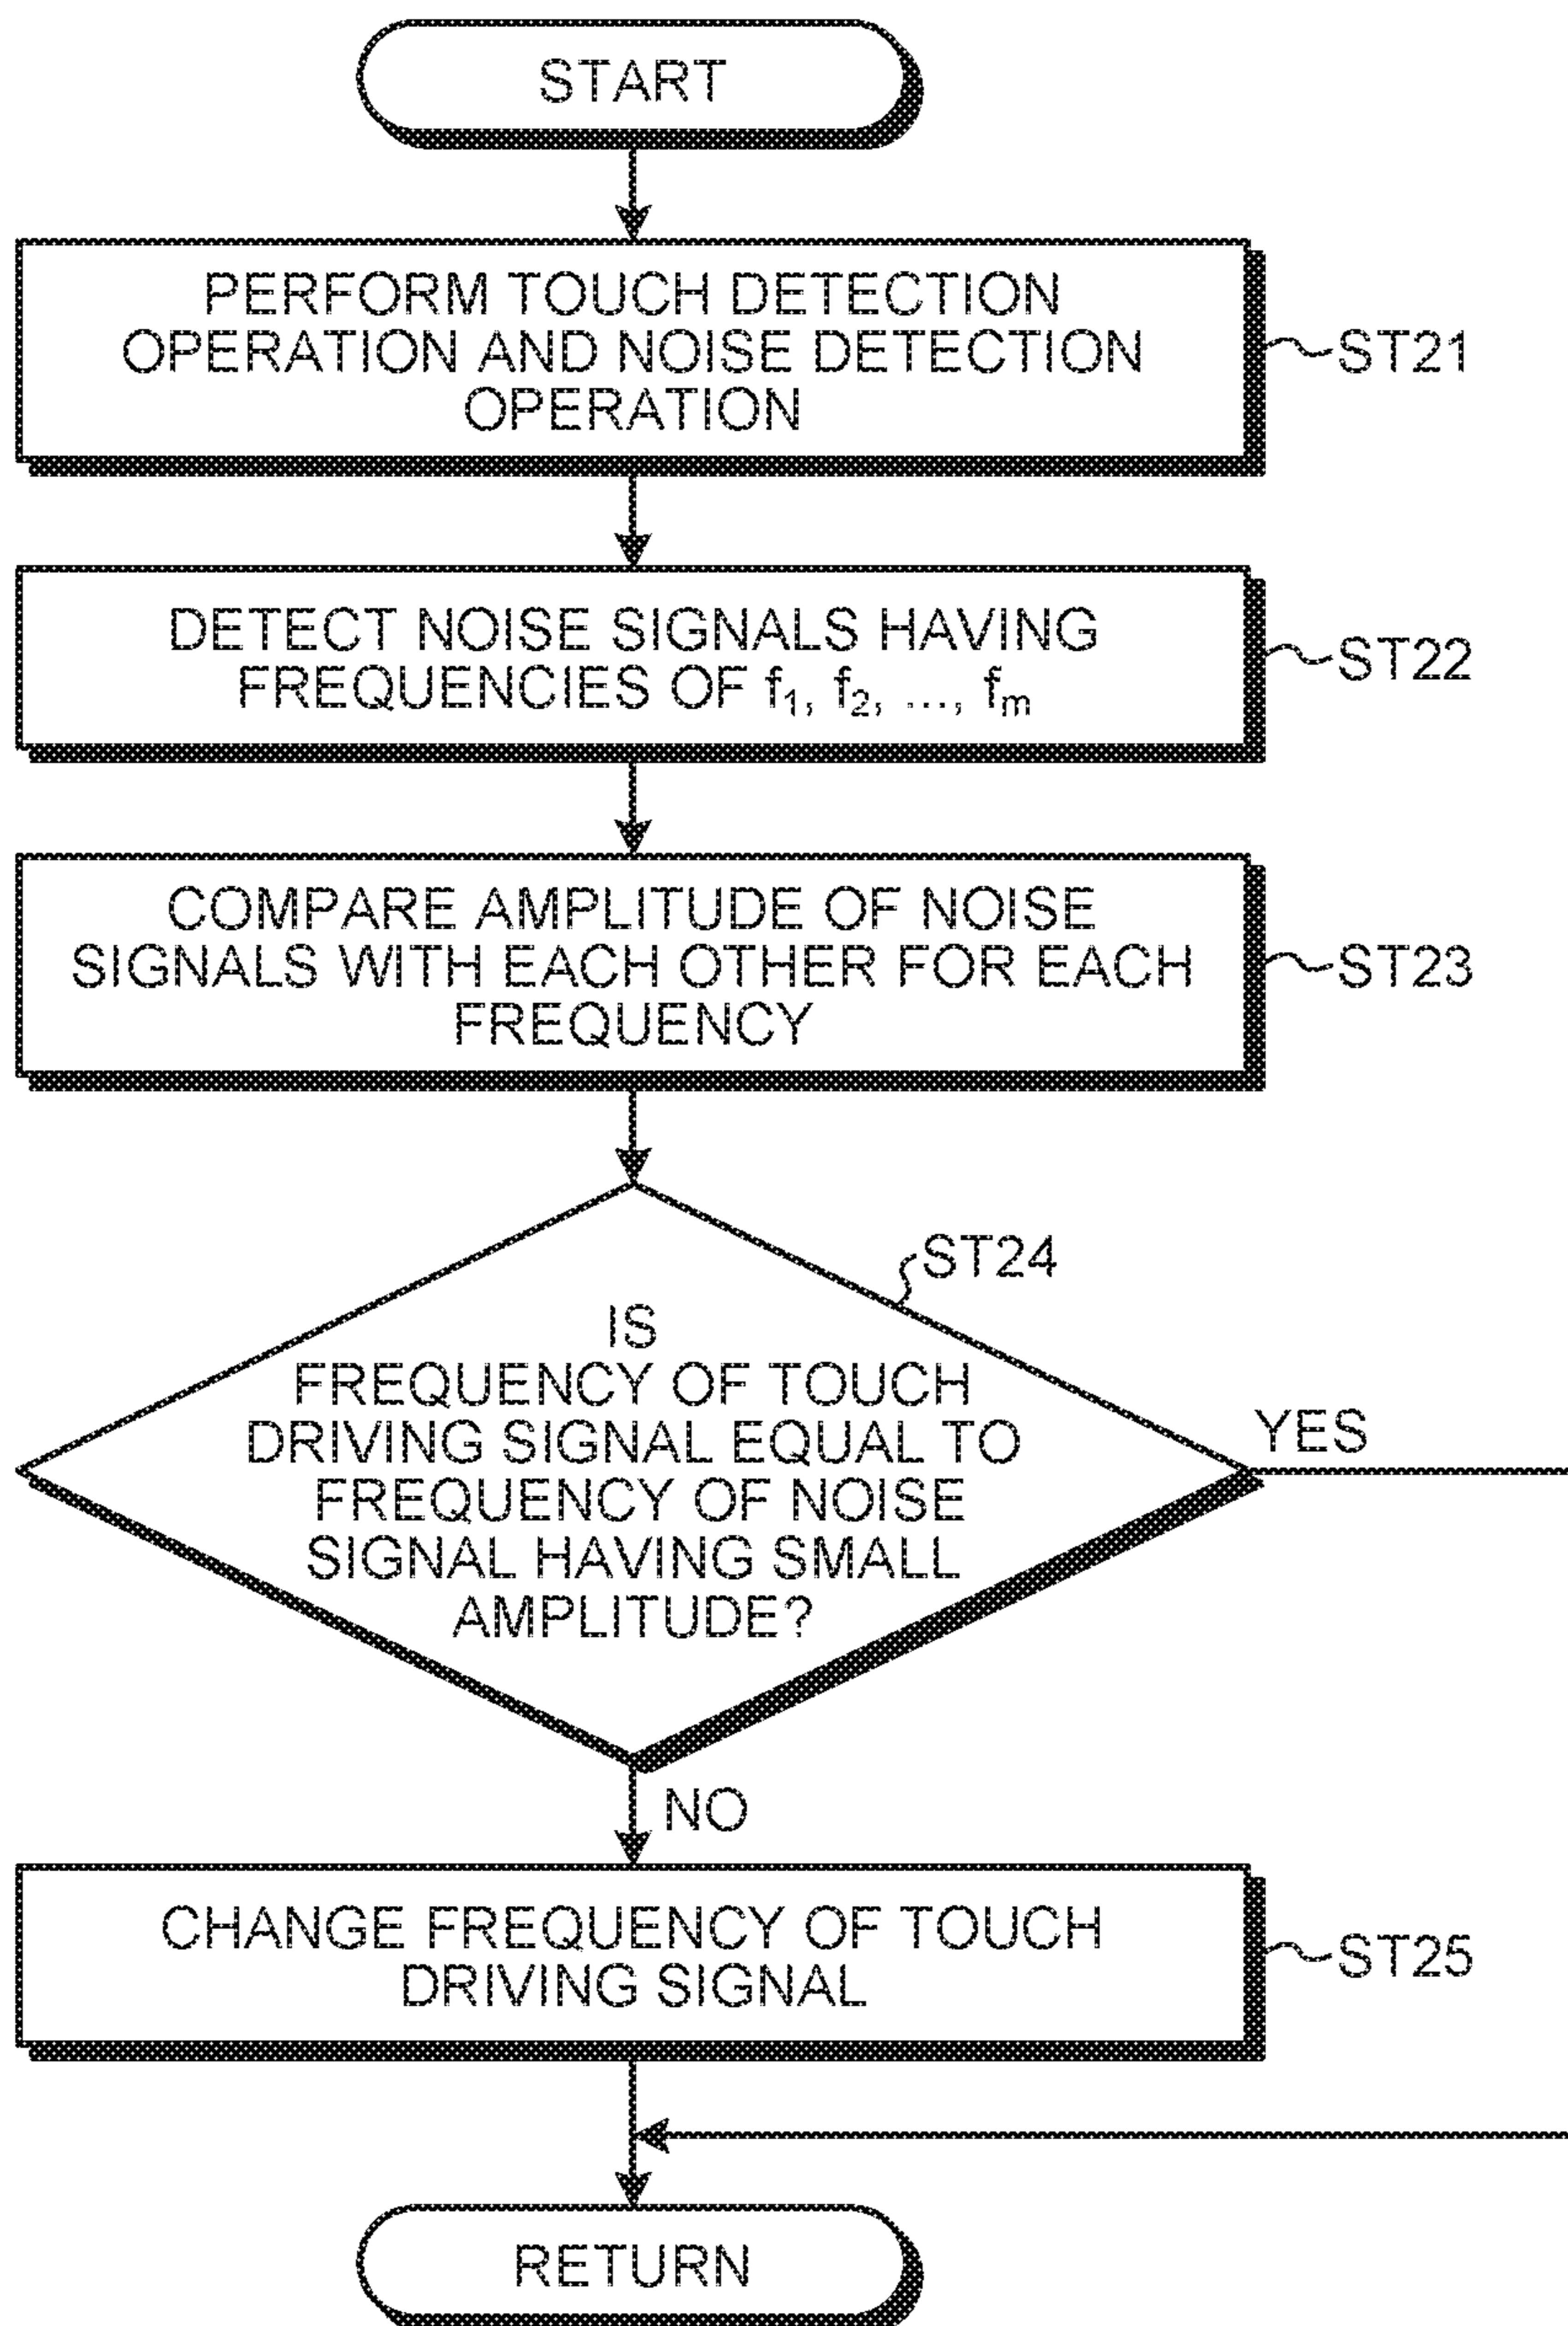 START
PERFORM TOUCH DETECTION
OPERATION AND NOISE DETECTION
OPERATION
ST21
DETECT NOISE SIGNALS HAVING
FREQUENCIES OF f₁, f₂, ..., fₘ
ST22
COMPARE AMPLITUDE OF NOISE
SIGNALS WITH EACH OTHER FOR EACH
FREQUENCY
ST23
ST24
IS
FREQUENCY OF TOUCH
DRIVING SIGNAL EQUAL TO
FREQUENCY OF NOISE
SIGNAL HAVING SMALL
AMPLITUDE?
YES
NO
CHANGE FREQUENCY OF TOUCH
DRIVING SIGNAL
ST25
RETURN